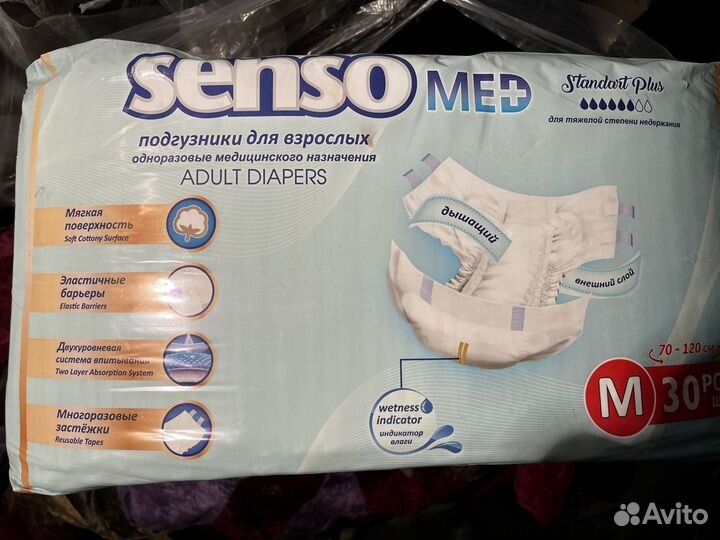 senso MED
Standart Plus
для тяжелой степени недержания
подгузники для взрослых
одноразовые медицинского назначения
ADULT DIAPERS
Мягкая
поверхность
Soft Cottony Surface
дышащий
внешний слой
Эластичные
барьеры
Elastic Barriers
Двухуровневая
система впитывания
Two Layer Absorption System
70 - 120 см
M 30
Многоразовые
застёжки
Reusable Tapes
wetness
indicator
индикатор
влаги
Avito